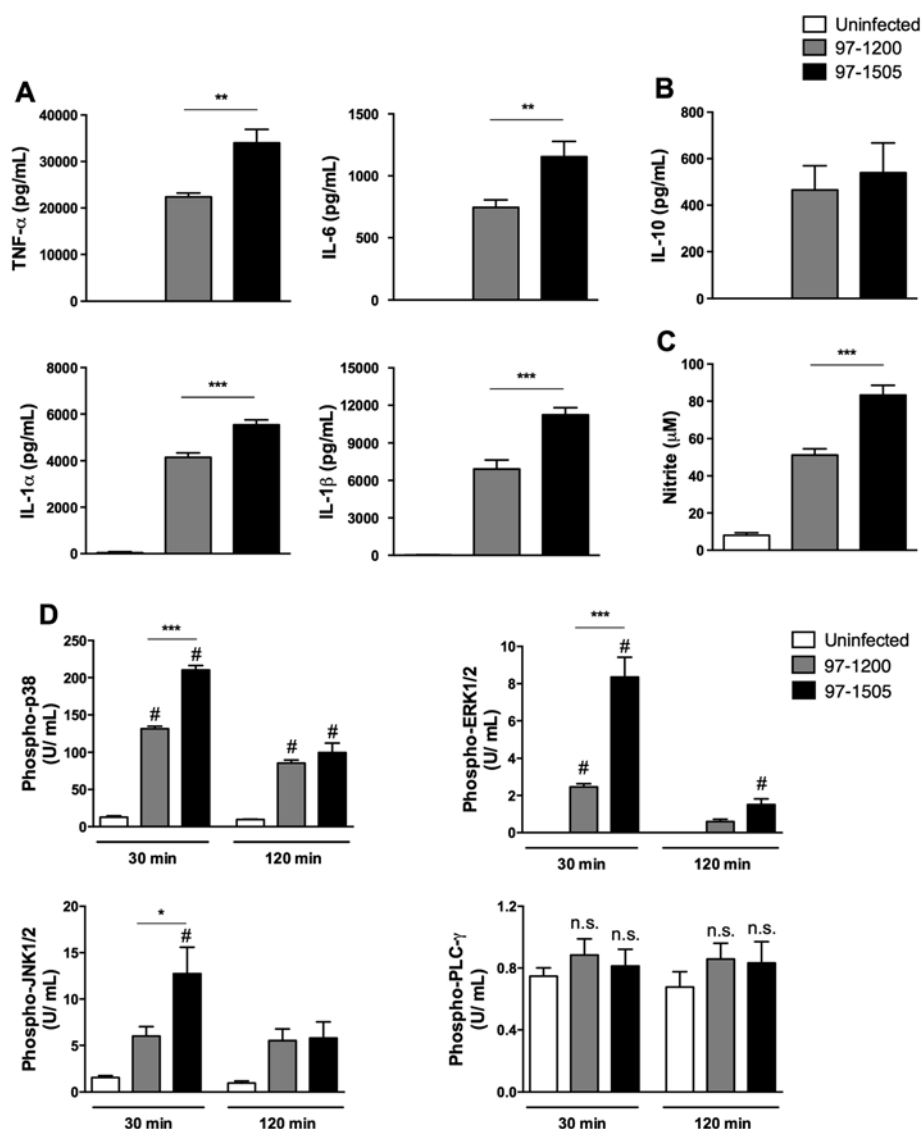 Uninfected
97-1200
97-1505
A
**
40000
30000
20000
10000
0
TNF-α (pg/mL)
**
1500
1000
500
0
IL-6 (pg/mL)
B
800
600
400
200
0
IL-10 (pg/mL)
***
8000
6000
4000
2000
0
IL-1α (pg/mL)
***
12000
9000
6000
3000
0
IL-1β (pg/mL)
C
***
100
80
60
40
20
0
Nitrite (μM)
D
***
250
200
150
100
50
0
Phospho-p38
(U/ mL)
# # # #
30 min 120 min
***
10
8
6
4
2
0
Phospho-ERK1/2
(U/ mL)
# # #
30 min 120 min
Uninfected
97-1200
97-1505
*
20
15
10
5
0
Phospho-JNK1/2
(U/ mL)
#
30 min 120 min
1.2
0.8
0.4
0.0
Phospho-PLC-γ
(U/ mL)
n.s. n.s. n.s. n.s.
30 min 120 min